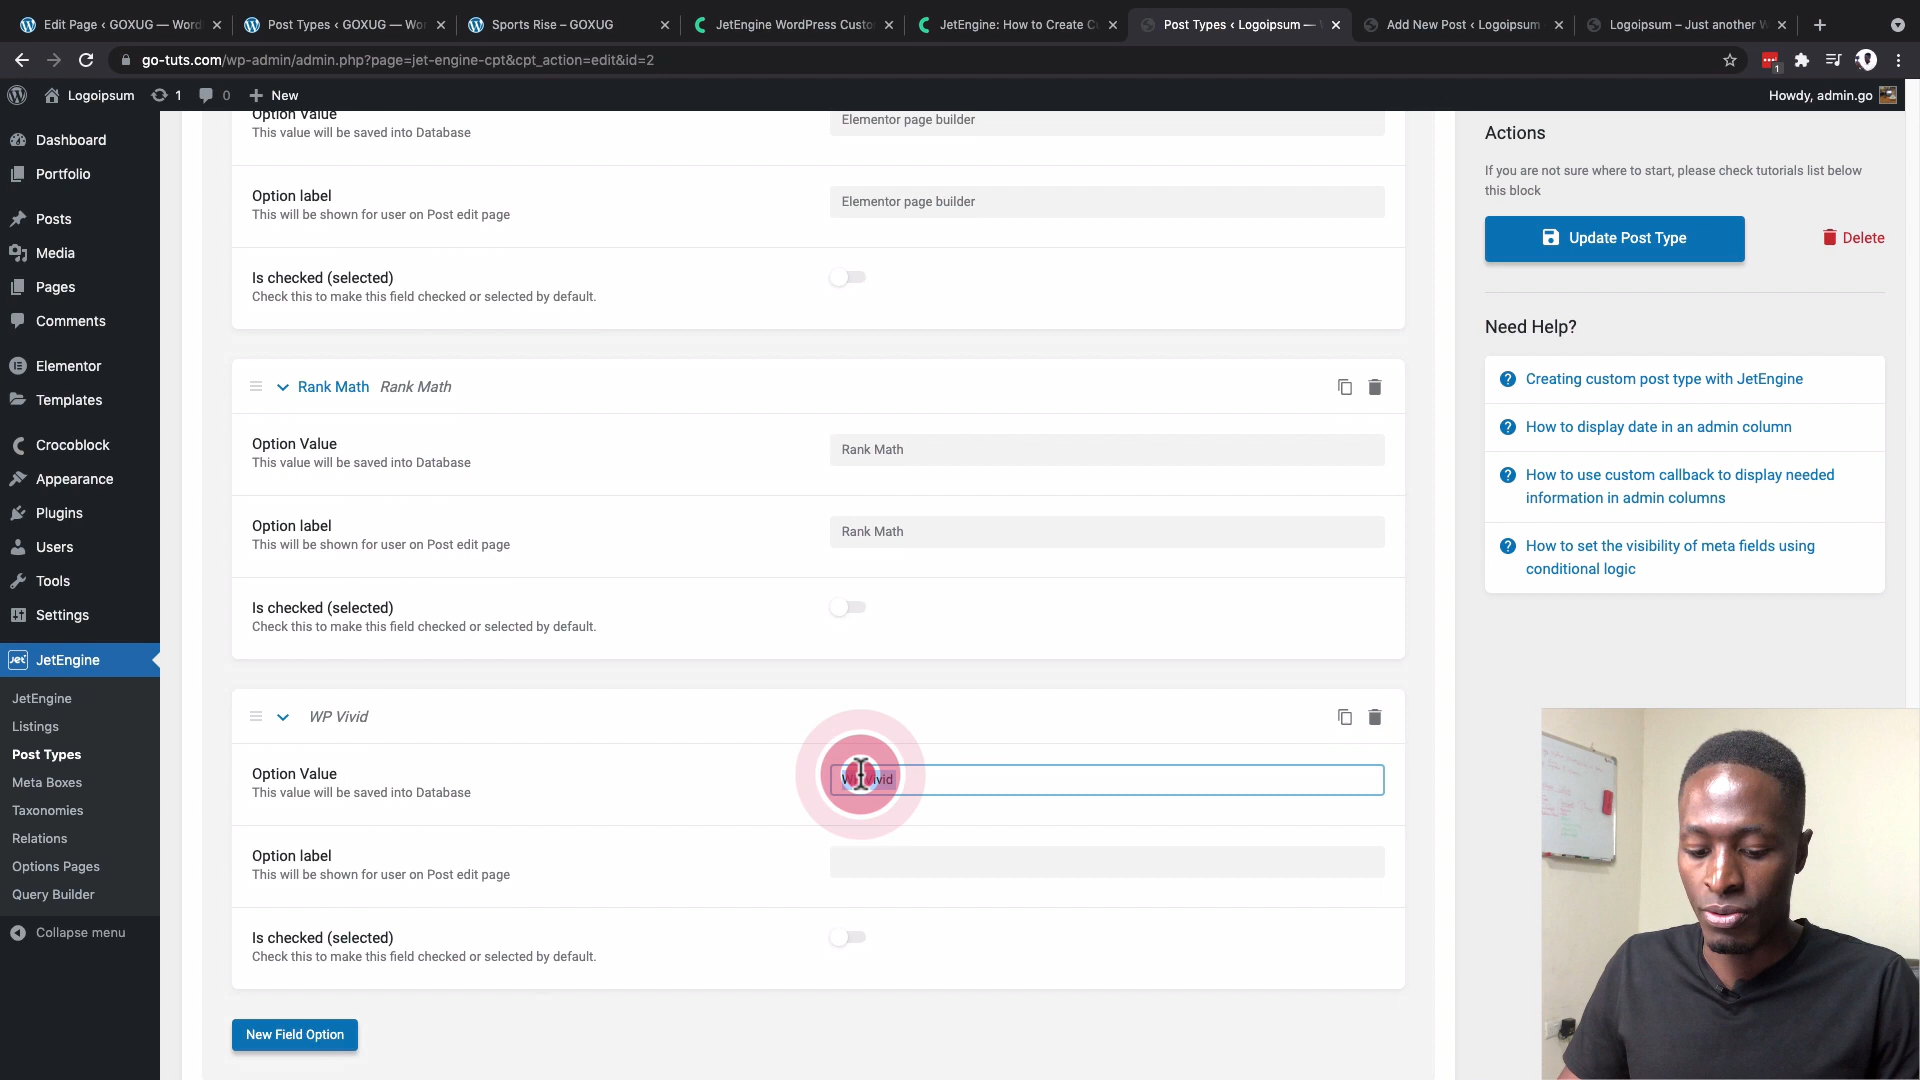 Edit Page ‹ GOXUG — Word
Post Types ‹ GOXUG — Wor
Sports Rise – GOXUG
JetEngine WordPress Custo
JetEngine: How to Create Cu
Post Types ‹ Logoipsum —
Add New Post ‹ Logoipsum
Logoipsum – Just another W
go-tuts.com/wp-admin/admin.php?page=jet-engine-cpt&cpt_action=edit&id=2
1
Logoipsum
1
0
New
Howdy, admin.go
Dashboard
Portfolio
Posts
Media
Pages
Comments
Elementor
Templates
Crocoblock
Appearance
Plugins
Users
Tools
Settings
Jet
JetEngine
JetEngine
Listings
Post Types
Meta Boxes
Taxonomies
Relations
Options Pages
Query Builder
Collapse menu
Option Value
This value will be saved into Database
Elementor page builder
Option label
This will be shown for user on Post edit page
Elementor page builder
Is checked (selected)
Check this to make this field checked or selected by default.
Rank Math Rank Math
Option Value
This value will be saved into Database
Rank Math
Option label
This will be shown for user on Post edit page
Rank Math
Is checked (selected)
Check this to make this field checked or selected by default.
WP Vivid
Option Value
This value will be saved into Database
WP Vivid
Option label
This will be shown for user on Post edit page
Is checked (selected)
Check this to make this field checked or selected by default.
New Field Option
Actions
If you are not sure where to start, please check tutorials list below
this block
Update Post Type
Delete
Need Help?
Creating custom post type with JetEngine
How to display date in an admin column
How to use custom callback to display needed
information in admin columns
How to set the visibility of meta fields using
conditional logic